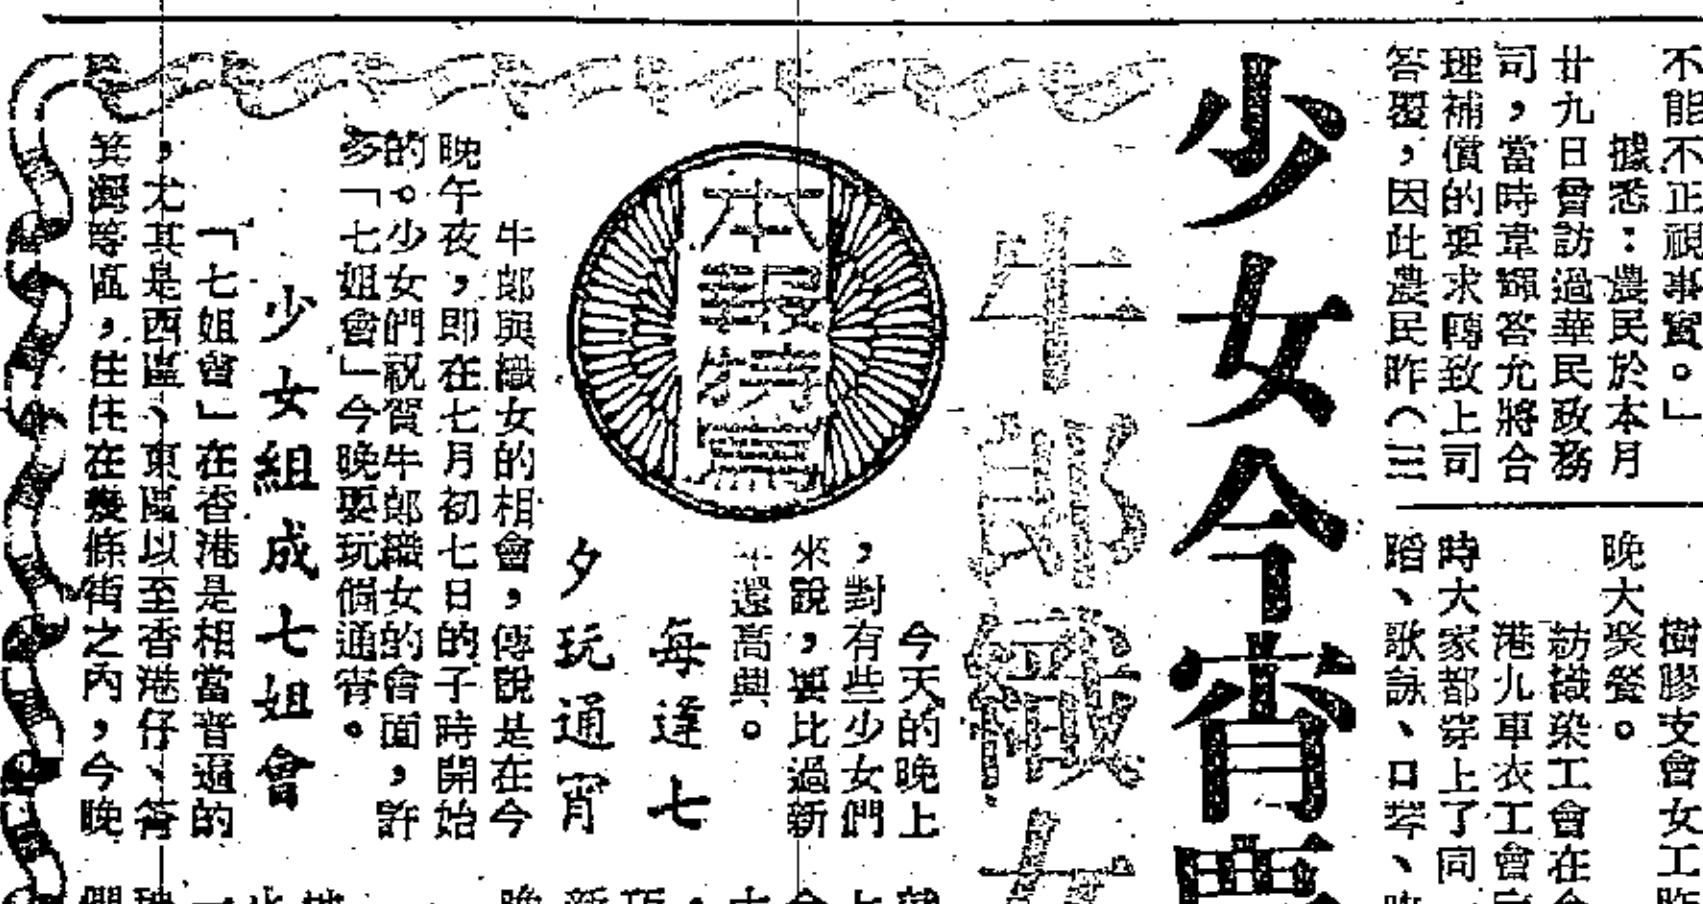 不能不正視事實。」
據悉：農民於本月
廿九日曾訪過華民政務
司，當時韋輝答允將合
理補償的要求轉致上司
答覆，因此農民昨（三
樹膠支會女工昨
晚大聚餐。
紡織染工會在
港九車衣工會
時大家都穿上了同
蹈、歌詠、口琴、
少女今宵
牛郎織女
今天的晚上
，對有些少女們
來說，要比過新
年還高興。
每逢七
夕玩通宵
牛郎與織女的相會，傳說是在今
晚午夜，即在七月初七日的子時開始
的。少女們祝賀牛郎織女的會面，許
多「七姐會」今晚要玩個通宵。
少女組成七姐會
「七姐會」在香港是相當普遍的
，尤其是西區、東區以至香港仔、筲
箕灣等區，往往在幾條街之內，今晚